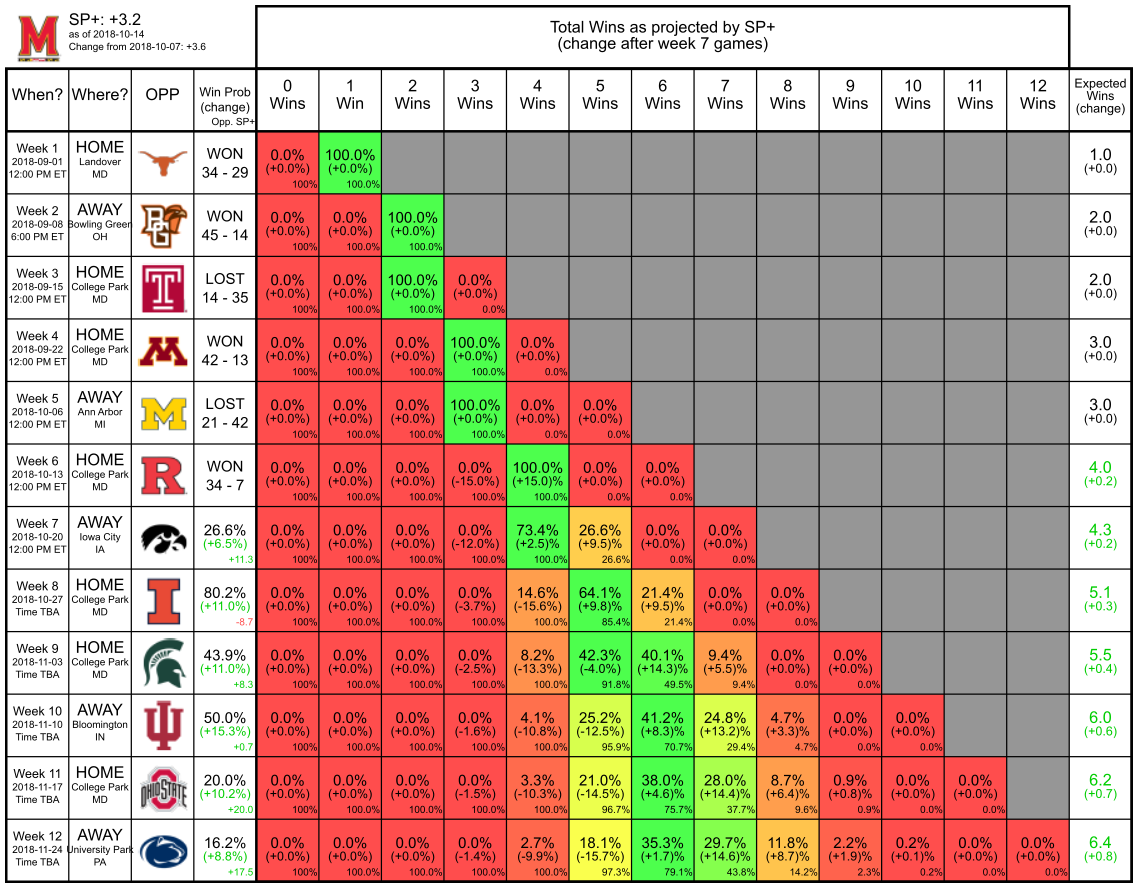 M
SP+: +3.2
as of 2018-10-14
Change from 2018-10-07: +3.6
Total Wins as projected by SP+
(change after week 7 games)
When? Where? OPP Win Prob (change) Opp. SP+ 0 Wins 1 Win 2 Wins 3 Wins 4 Wins 5 Wins 6 Wins 7 Wins 8 Wins 9 Wins 10 Wins 11 Wins 12 Wins Expected Wins (change)
Week 1 HOME WON 0.0% 100.0% 1.0
2018-09-01 Landover 34 - 29 (+0.0%) (+0.0%) (+0.0)
12:00 PM ET MD 100% 100.0%
Week 2 AWAY WON 0.0% 0.0% 100.0% 2.0
2018-09-08 Bowling Green BG 45 - 14 (+0.0%) (+0.0%) (+0.0%) (+0.0)
6:00 PM ET OH 100% 100.0% 100.0%
Week 3 HOME LOST 0.0% 0.0% 100.0% 0.0% 2.0
2018-09-15 College Park T 14 - 35 (+0.0%) (+0.0%) (+0.0%) (+0.0%) (+0.0)
12:00 PM ET MD 100% 100.0% 100.0% 0.0%
Week 4 HOME WON 0.0% 0.0% 0.0% 100.0% 0.0% 3.0
2018-09-22 College Park M 42 - 13 (+0.0%) (+0.0%) (+0.0%) (+0.0%) (+0.0%) (+0.0)
12:00 PM ET MD 100% 100.0% 100.0% 100.0% 0.0%
Week 5 AWAY LOST 0.0% 0.0% 0.0% 100.0% 0.0% 0.0% 3.0
2018-10-06 Ann Arbor M 21 - 42 (+0.0%) (+0.0%) (+0.0%) (+0.0%) (+0.0%) (+0.0%) (+0.0)
12:00 PM ET MI 100% 100.0% 100.0% 100.0% 0.0% 0.0%
Week 6 HOME WON 0.0% 0.0% 0.0% 0.0% 100.0% 0.0% 0.0% 4.0
2018-10-13 College Park R 34 - 7 (+0.0%) (+0.0%) (+0.0%) (-15.0%) (+15.0)% (+0.0%) (+0.0%) (+0.2)
12:00 PM ET MD 100% 100.0% 100.0% 100.0% 100.0% 0.0% 0.0%
Week 7 AWAY 26.6% 0.0% 0.0% 0.0% 0.0% 73.4% 26.6% 0.0% 0.0% 4.3
2018-10-20 Iowa City (+6.5%) (+0.0%) (+0.0%) (+0.0%) (-12.0%) (+2.5)% (+9.5)% (+0.0%) (+0.0%) (+0.2)
12:00 PM ET IA +11.3 100% 100.0% 100.0% 100.0% 100.0% 26.6% 0.0% 0.0%
Week 8 HOME 80.2% 0.0% 0.0% 0.0% 0.0% 14.6% 64.1% 21.4% 0.0% 0.0% 5.1
2018-10-27 College Park I (+11.0%) (+0.0%) (+0.0%) (+0.0%) (-3.7%) (-15.6%) (+9.8)% (+9.5)% (+0.0%) (+0.0%) (+0.3)
Time TBA MD -8.7 100% 100.0% 100.0% 100.0% 100.0% 85.4% 21.4% 0.0% 0.0%
Week 9 HOME 43.9% 0.0% 0.0% 0.0% 0.0% 8.2% 42.3% 40.1% 9.4% 0.0% 0.0% 5.5
2018-11-03 College Park (+11.0%) (+0.0%) (+0.0%) (+0.0%) (-2.5%) (-13.3%) (-4.0%) (+14.3)% (+5.5)% (+0.0%) (+0.0%) (+0.4)
Time TBA MD +8.3 100% 100.0% 100.0% 100.0% 100.0% 91.8% 49.5% 9.4% 0.0% 0.0%
Week 10 AWAY 50.0% 0.0% 0.0% 0.0% 0.0% 4.1% 25.2% 41.2% 24.8% 4.7% 0.0% 0.0% 6.0
2018-11-10 Bloomington (+15.3%) (+0.0%) (+0.0%) (+0.0%) (-1.6%) (-10.8%) (-12.5%) (+8.3)% (+13.2)% (+3.3)% (+0.0%) (+0.0%) (+0.6)
Time TBA IN +0.7 100% 100.0% 100.0% 100.0% 100.0% 95.9% 70.7% 29.4% 4.7% 0.0% 0.0%
Week 11 HOME 20.0% 0.0% 0.0% 0.0% 0.0% 3.3% 21.0% 38.0% 28.0% 8.7% 0.9% 0.0% 0.0% 6.2
2018-11-17 College Park OHIO STATE (+10.2%) (+0.0%) (+0.0%) (+0.0%) (-1.5%) (-10.3%) (-14.5%) (+4.6)% (+14.4)% (+6.4)% (+0.8)% (+0.0%) (+0.0%) (+0.7)
Time TBA MD +20.0 100% 100.0% 100.0% 100.0% 100.0% 96.7% 75.7% 37.7% 9.6% 0.9% 0.0% 0.0%
Week 12 AWAY 16.2% 0.0% 0.0% 0.0% 0.0% 2.7% 18.1% 35.3% 29.7% 11.8% 2.2% 0.2% 0.0% 0.0% 6.4
2018-11-24 University Park (+8.8%) (+0.0%) (+0.0%) (+0.0%) (-1.4%) (-9.9%) (-15.7%) (+1.7)% (+14.6)% (+8.7)% (+1.9)% (+0.1)% (+0.0%) (+0.0%) (+0.8)
Time TBA PA +17.5 100% 100.0% 100.0% 100.0% 100.0% 97.3% 79.1% 43.8% 14.2% 2.3% 0.2% 0.0% 0.0%